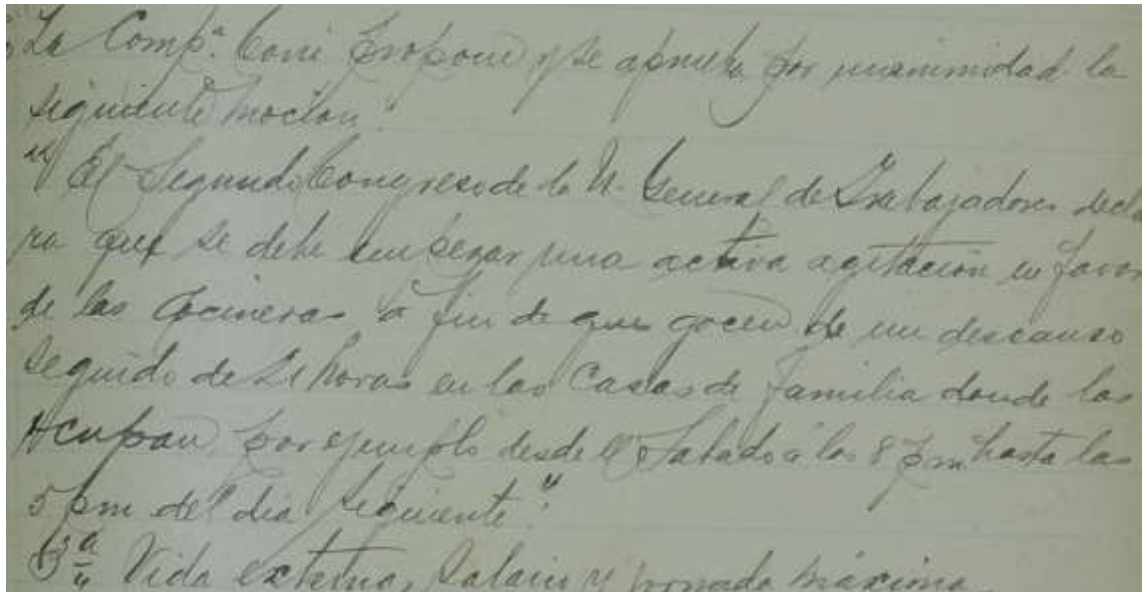 La Compª. Coni propone y se aprueba por unanimidad la
siguiente mocion."
"El Segundo Congreso de la U. General de Trabajadores decla
ra que se debe empezar una activa agitacion en favor
de las cocineras á fin de que gocen de un descanso
seguido de 21 horas en las Casas de familia donde las
ocupan, por ejemplo desde el Sabado á las 8 pm hasta las
5 pm del dia siguiente".
13ª Vida externa, Salario y jornada máxima